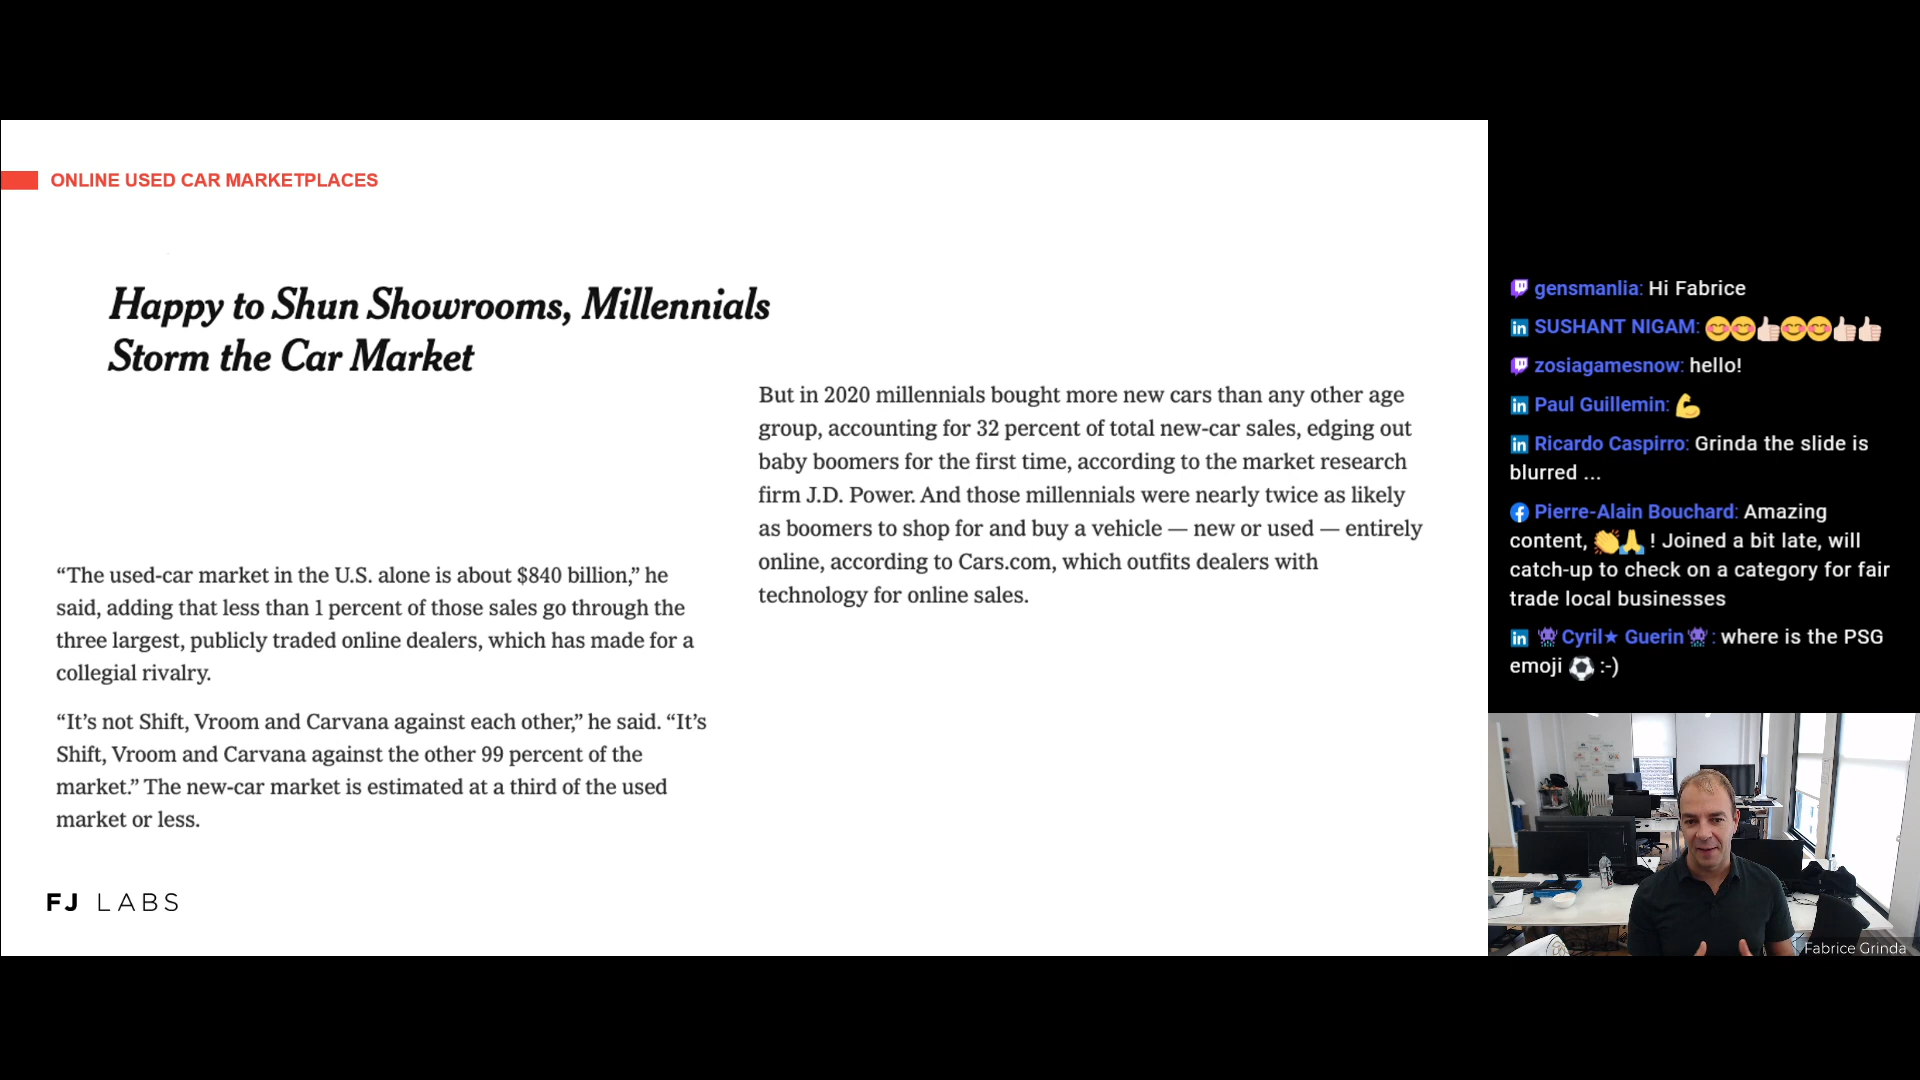 ONLINE USED CAR MARKETPLACES
Happy to Shun Showrooms, Millennials
Storm the Car Market
“The used-car market in the U.S. alone is about $840 billion,” he
said, adding that less than 1 percent of those sales go through the
three largest, publicly traded online dealers, which has made for a
collegial rivalry.
“It’s not Shift, Vroom and Carvana against each other,” he said. “It’s
Shift, Vroom and Carvana against the other 99 percent of the
market.” The new-car market is estimated at a third of the used
market or less.
But in 2020 millennials bought more new cars than any other age
group, accounting for 32 percent of total new-car sales, edging out
baby boomers for the first time, according to the market research
firm J.D. Power. And those millennials were nearly twice as likely
as boomers to shop for and buy a vehicle — new or used — entirely
online, according to Cars.com, which outfits dealers with
technology for online sales.
FJ LABS
gensmanlia: Hi Fabrice
SUSHANT NIGAM: 😊😊👍🏻😊😊👍🏻👍🏻
zosiagamesnow: hello!
Paul Guillemin: 💪
Ricardo Caspirro: Grinda the slide is
blurred ...
Pierre-Alain Bouchard: Amazing
content, 👏🙏 ! Joined a bit late, will
catch-up to check on a category for fair
trade local businesses
👾Cyril★ Guerin👾: where is the PSG
emoji ⚽ :-)
Fabrice Grinda